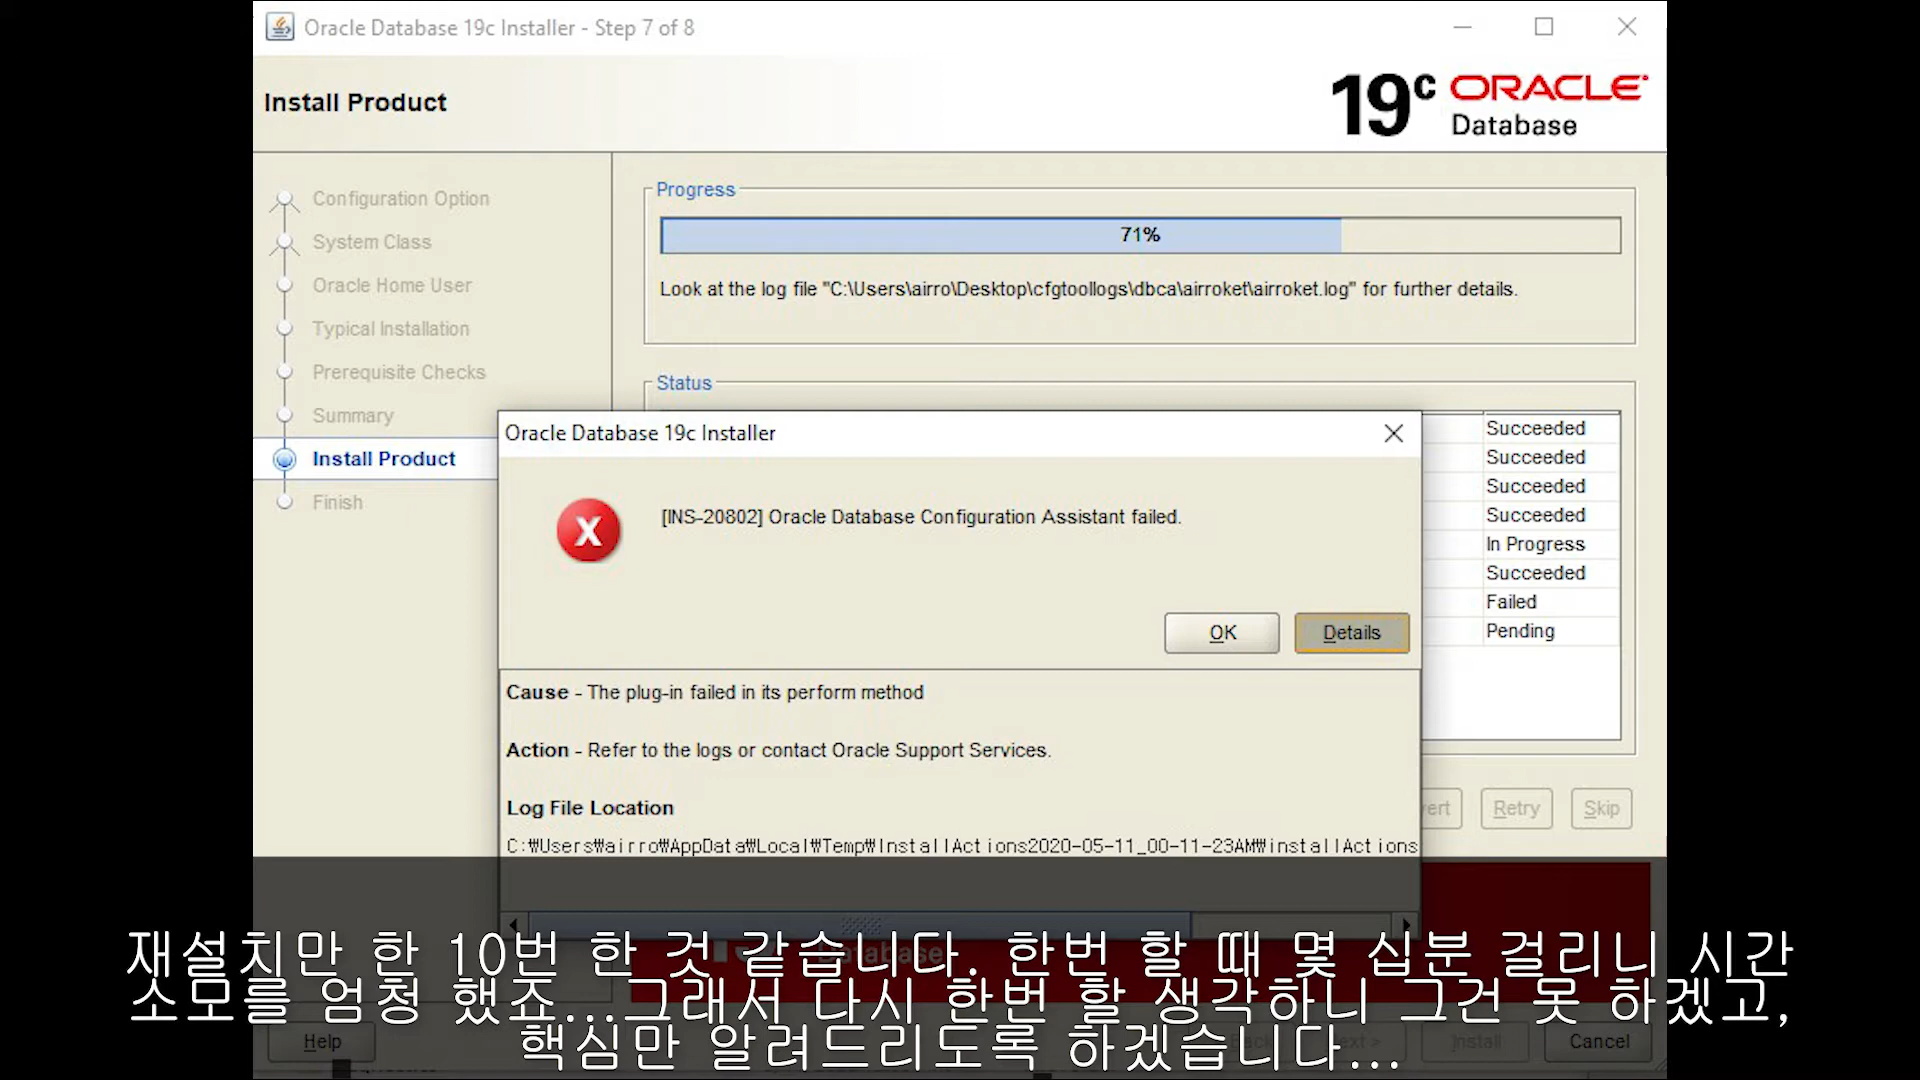 Oracle Database 19c Installer - Step 7 of 8
Install Product
19c ORACLE
Database
Configuration Option
System Class
Oracle Home User
Typical Installation
Prerequisite Checks
Summary
Install Product
Finish
Progress
71%
Look at the log file "C:\Users\airro\Desktop\cfgtoollogs\dbca\airroket\airroket.log" for further details.
Status
Succeeded
Succeeded
Succeeded
Succeeded
In Progress
Succeeded
Failed
Pending
Oracle Database 19c Installer
[INS-20802] Oracle Database Configuration Assistant failed.
OK Details
Cause - The plug-in failed in its perform method
Action - Refer to the logs or contact Oracle Support Services.
Log File Location
C:₩Users₩airro₩AppData₩Local₩Temp₩InstallActions2020-05-11_00-11-23AM₩installActions
Retry Skip
Database
재설치만 한 10번 한 것 같습니다. 한번 할 때 몇 십분 걸리니 시간
소모를 엄청 했죠...그래서 다시 한번 할 생각하니 그건 못 하겠고,
핵심만 알려드리도록 하겠습니다...
Help Install Cancel